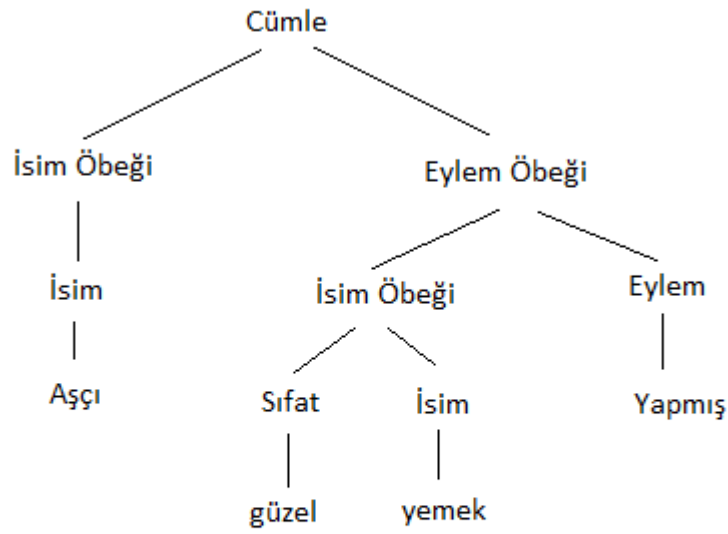 Cümle
İsim Öbeği
Eylem Öbeği
İsim
İsim Öbeği
Eylem
Aşçı
Sıfat
İsim
Yapmış
güzel
yemek